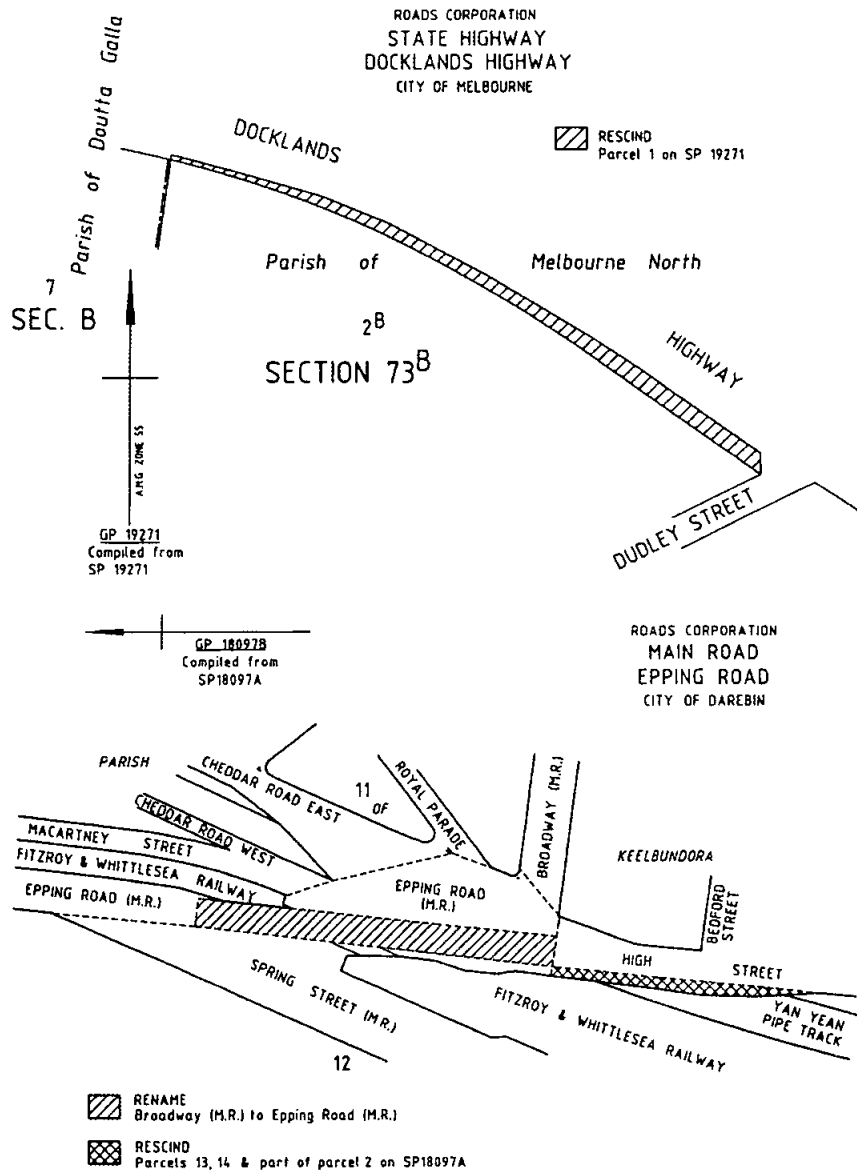 ROADS CORPORATION
STATE HIGHWAY
DOCKLANDS HIGHWAY
CITY OF MELBOURNE
RESCIND
Parcel 1 on SP 19271
Parish of Doutta Galla
DOCKLANDS
HIGHWAY
Parish of Melbourne North
7
SEC. B
2B
SECTION 73B
A.M.G. ZONE 55
DUDLEY STREET
GP 19271
Compiled from
SP 19271
GP 18097B
Compiled from
SP18097A
ROADS CORPORATION
MAIN ROAD
EPPING ROAD
CITY OF DAREBIN
PARISH
11
OF
KEELBUNDORA
CHEDDAR ROAD EAST
ROYAL PARADE
BROADWAY (M.R.)
CHEDDAR ROAD WEST
MACARTNEY STREET
FITZROY & WHITTLESEA RAILWAY
EPPING ROAD (M.R.)
EPPING ROAD
(M.R.)
BEDFORD
STREET
HIGH STREET
SPRING STREET (M.R.)
FITZROY & WHITTLESEA RAILWAY
YAN YEAN
PIPE TRACK
12
RENAME
Broadway (M.R.) to Epping Road (M.R.)
RESCIND
Parcels 13, 14 & part of parcel 2 on SP18097A